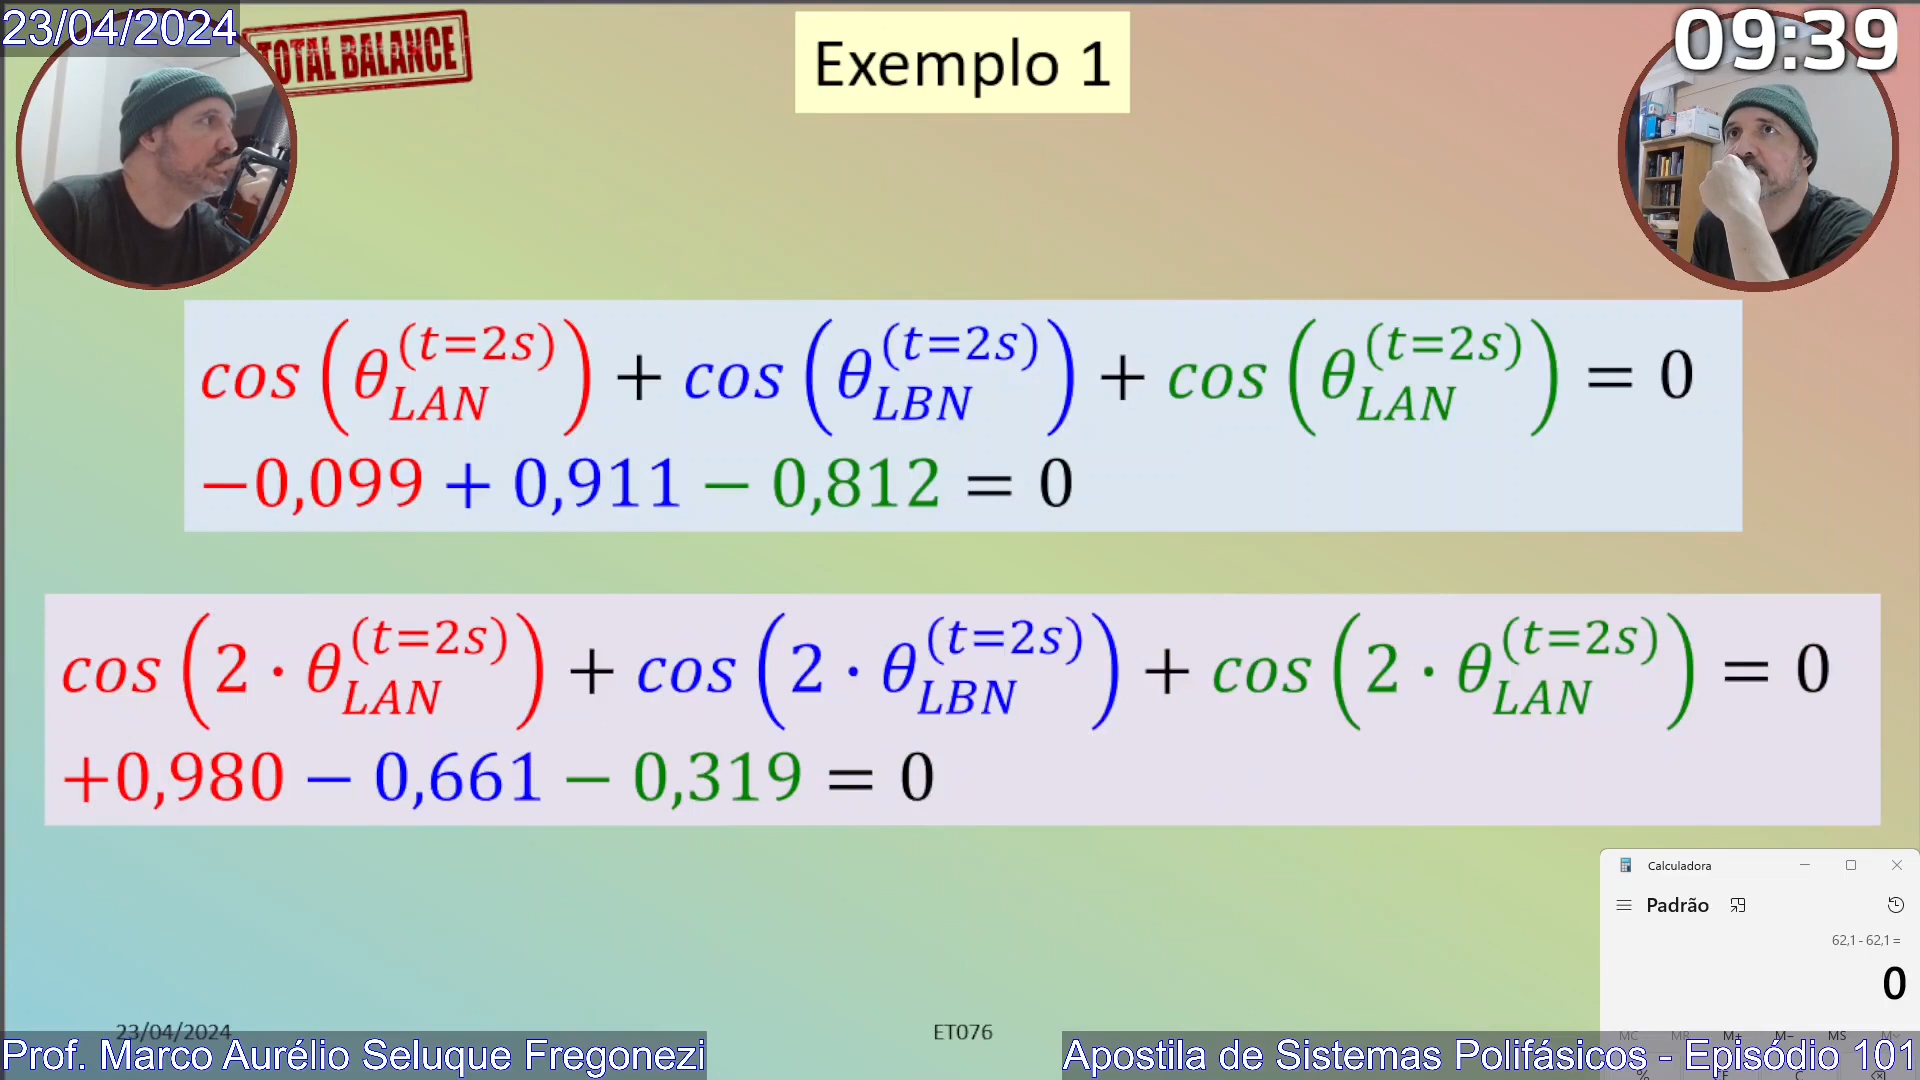 23/04/2024
TOTAL BALANCE
Exemplo 1
09:39
cos(θ_LAN^(t=2s)) + cos(θ_LBN^(t=2s)) + cos(θ_LAN^(t=2s)) = 0
−0,099 + 0,911 − 0,812 = 0
cos(2 · θ_LAN^(t=2s)) + cos(2 · θ_LBN^(t=2s)) + cos(2 · θ_LAN^(t=2s)) = 0
+0,980 − 0,661 − 0,319 = 0
Calculadora
Padrão
62,1 - 62,1 =
0
MC MR M+ M− MS
23/04/2024
ET076
Prof. Marco Aurélio Seluque Fregonezi
Apostila de Sistemas Polifásicos - Episódio 101